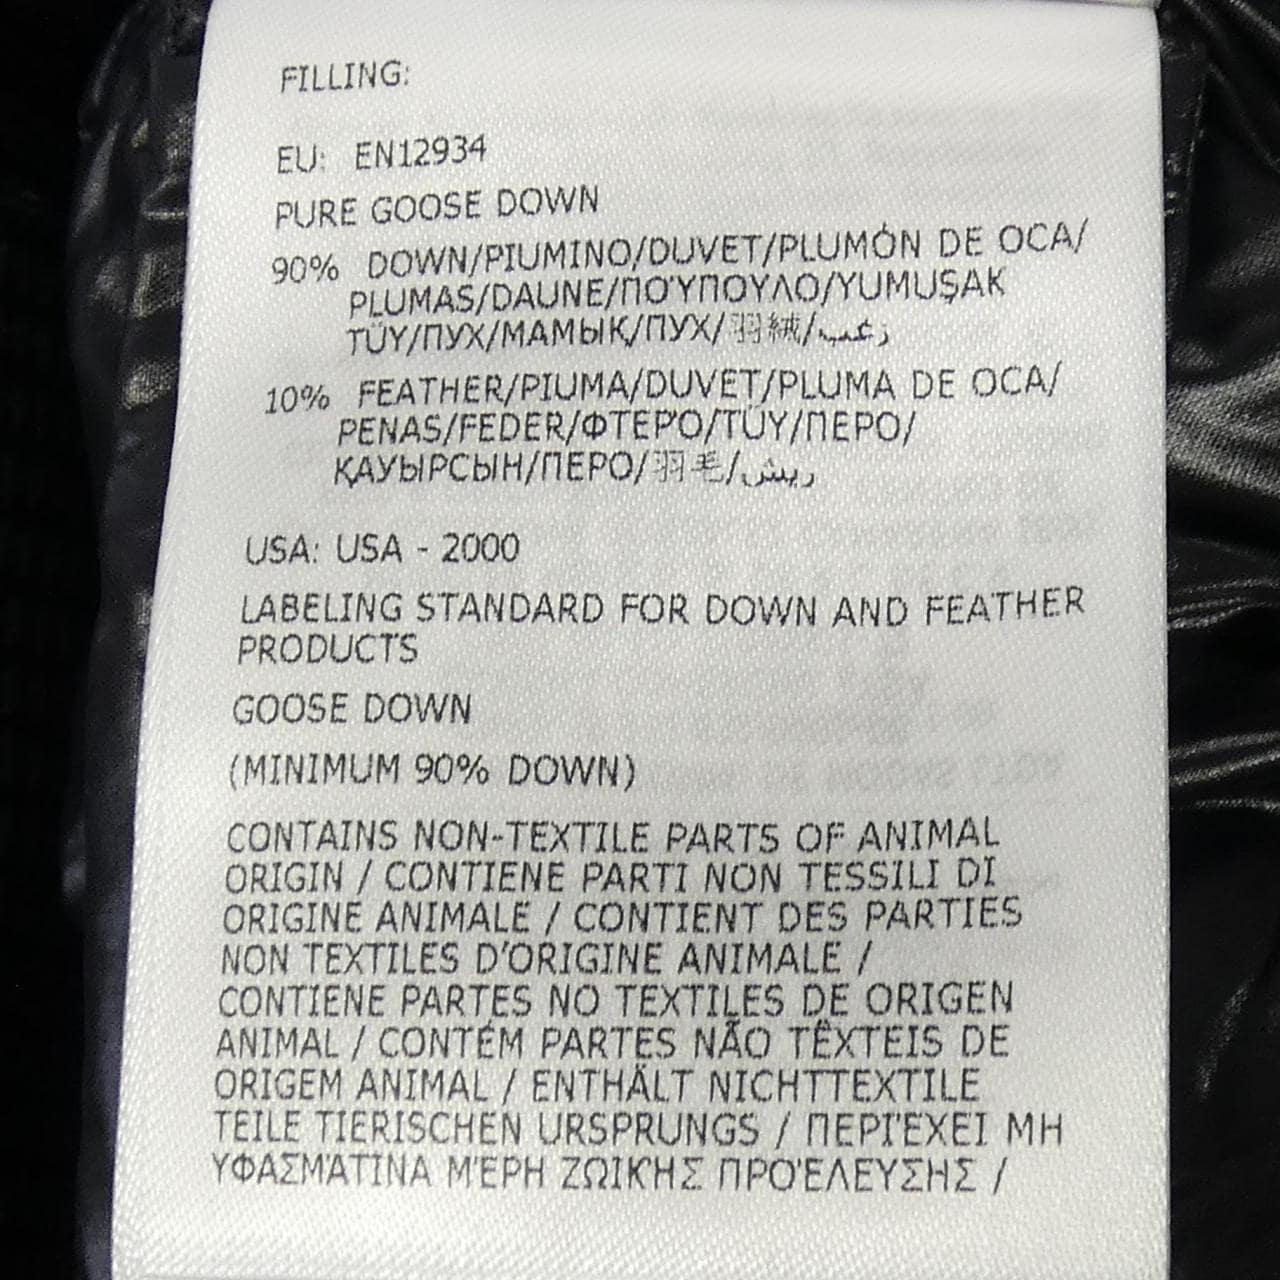 FILLING:
EU: EN12934
PURE GOOSE DOWN
90% DOWN/PIUMINO/DUVET/PLUMÓN DE OCA/
PLUMAS/DAUNE/ΠΟΎΠΟΥΛΟ/YUMUŞAK
TÜY/ПУХ/МАМЫҚ/ПУХ/羽絨/زغب
10% FEATHER/PIUMA/DUVET/PLUMA DE OCA/
PENAS/FEDER/ΦΤΕΡΌ/TÜY/ПЕРО/
ҚАУЫРСЫН/ПЕРО/羽毛/ريش
USA: USA - 2000
LABELING STANDARD FOR DOWN AND FEATHER
PRODUCTS
GOOSE DOWN
(MINIMUM 90% DOWN)
CONTAINS NON-TEXTILE PARTS OF ANIMAL
ORIGIN / CONTIENE PARTI NON TESSILI DI
ORIGINE ANIMALE / CONTIENT DES PARTIES
NON TEXTILES D'ORIGINE ANIMALE /
CONTIENE PARTES NO TEXTILES DE ORIGEN
ANIMAL / CONTÉM PARTES NÃO TÊXTEIS DE
ORIGEM ANIMAL / ENTHÄLT NICHTTEXTILE
TEILE TIERISCHEN URSPRUNGS / ΠΕΡΙΈΧΕΙ ΜΗ
ΥΦΑΣΜΆΤΙΝΑ ΜΈΡΗ ΖΩΙΚΉΣ ΠΡΟΈΛΕΥΣΗΣ /